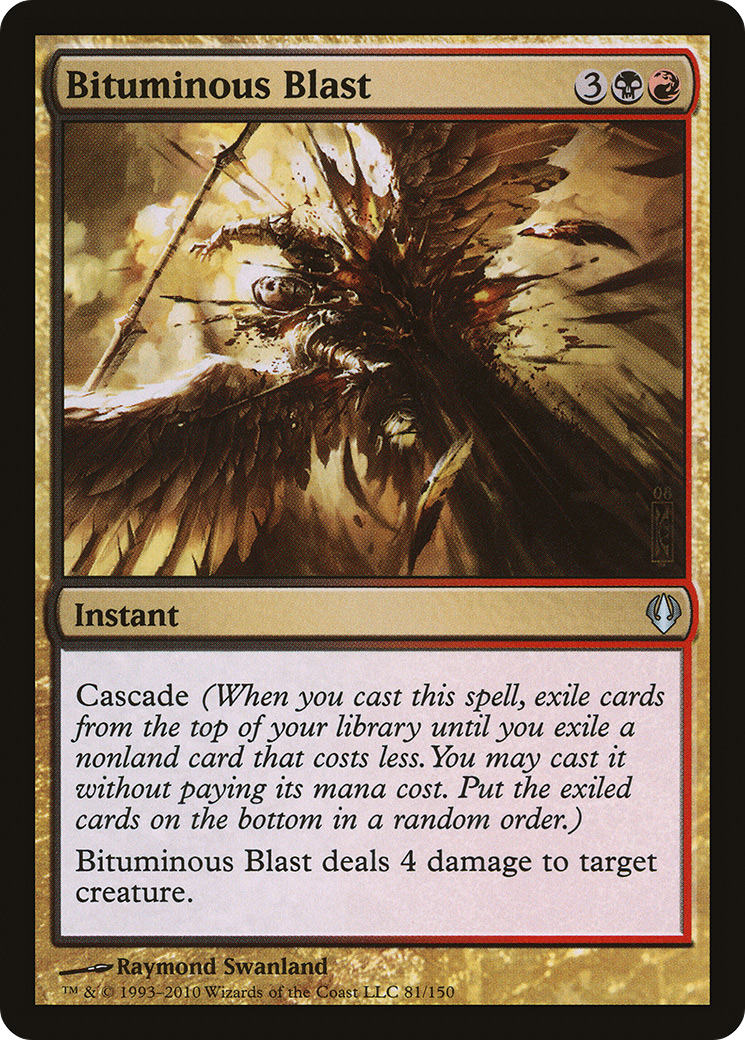 Bituminous Blast 3
08
Instant
Cascade (When you cast this spell, exile cards
from the top of your library until you exile a
nonland card that costs less. You may cast it
without paying its mana cost. Put the exiled
cards on the bottom in a random order.)
Bituminous Blast deals 4 damage to target
creature.
Raymond Swanland
™ & © 1993–2010 Wizards of the Coast LLC 81/150